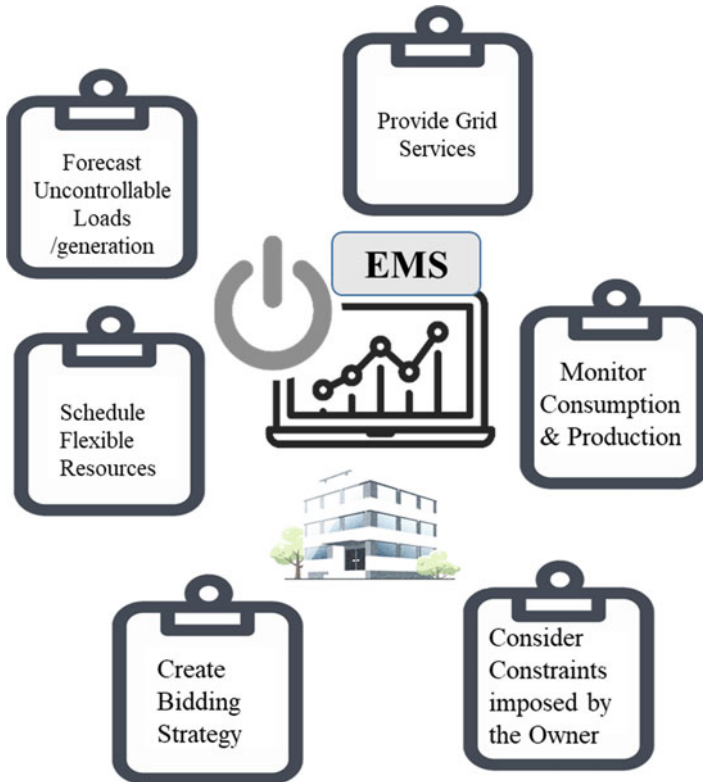 Provide Grid
Services
Forecast
Uncontrollable
Loads
/generation
EMS
Schedule
Flexible
Resources
Monitor
Consumption
& Production
Create
Bidding
Strategy
Consider
Constraints
imposed by
the Owner